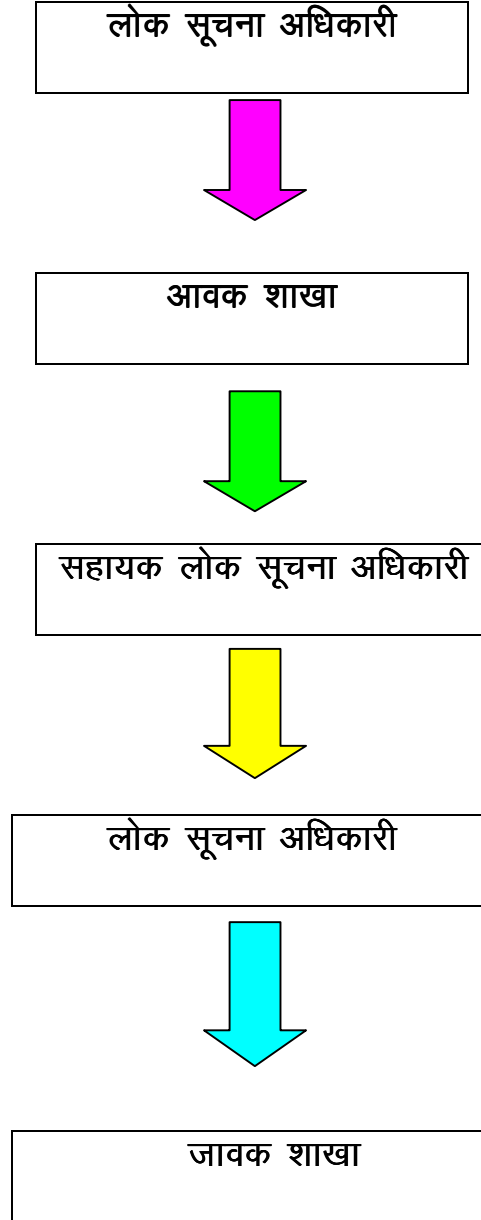 लोक सूचना अधिकारी
आवक शाखा
सहायक लोक सूचना अधिकारी
लोक सूचना अधिकारी
जावक शाखा